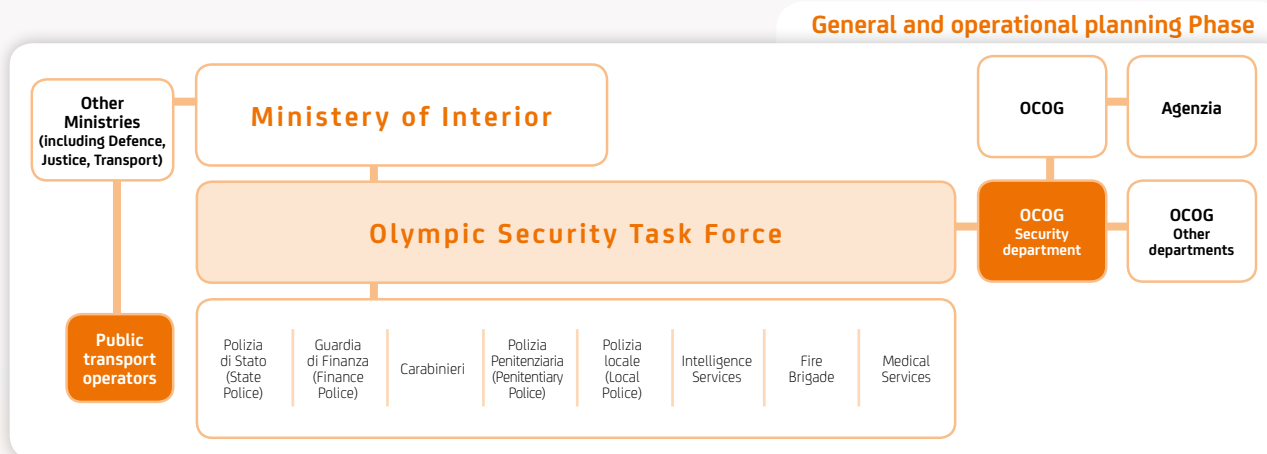 General and operational planning Phase
Other
Ministries
(including Defence,
Justice, Transport)
Ministery of Interior
OCOG
Agenzia
Olympic Security Task Force
OCOG
Security
department
OCOG
Other
departments
Public
transport
operators
Polizia
di Stato
(State
Police)
Guardia
di Finanza
(Finance
Police)
Carabinieri
Polizia
Penitenziaria
(Penitentiary
Police)
Polizia
locale
(Local
Police)
Intelligence
Services
Fire
Brigade
Medical
Services